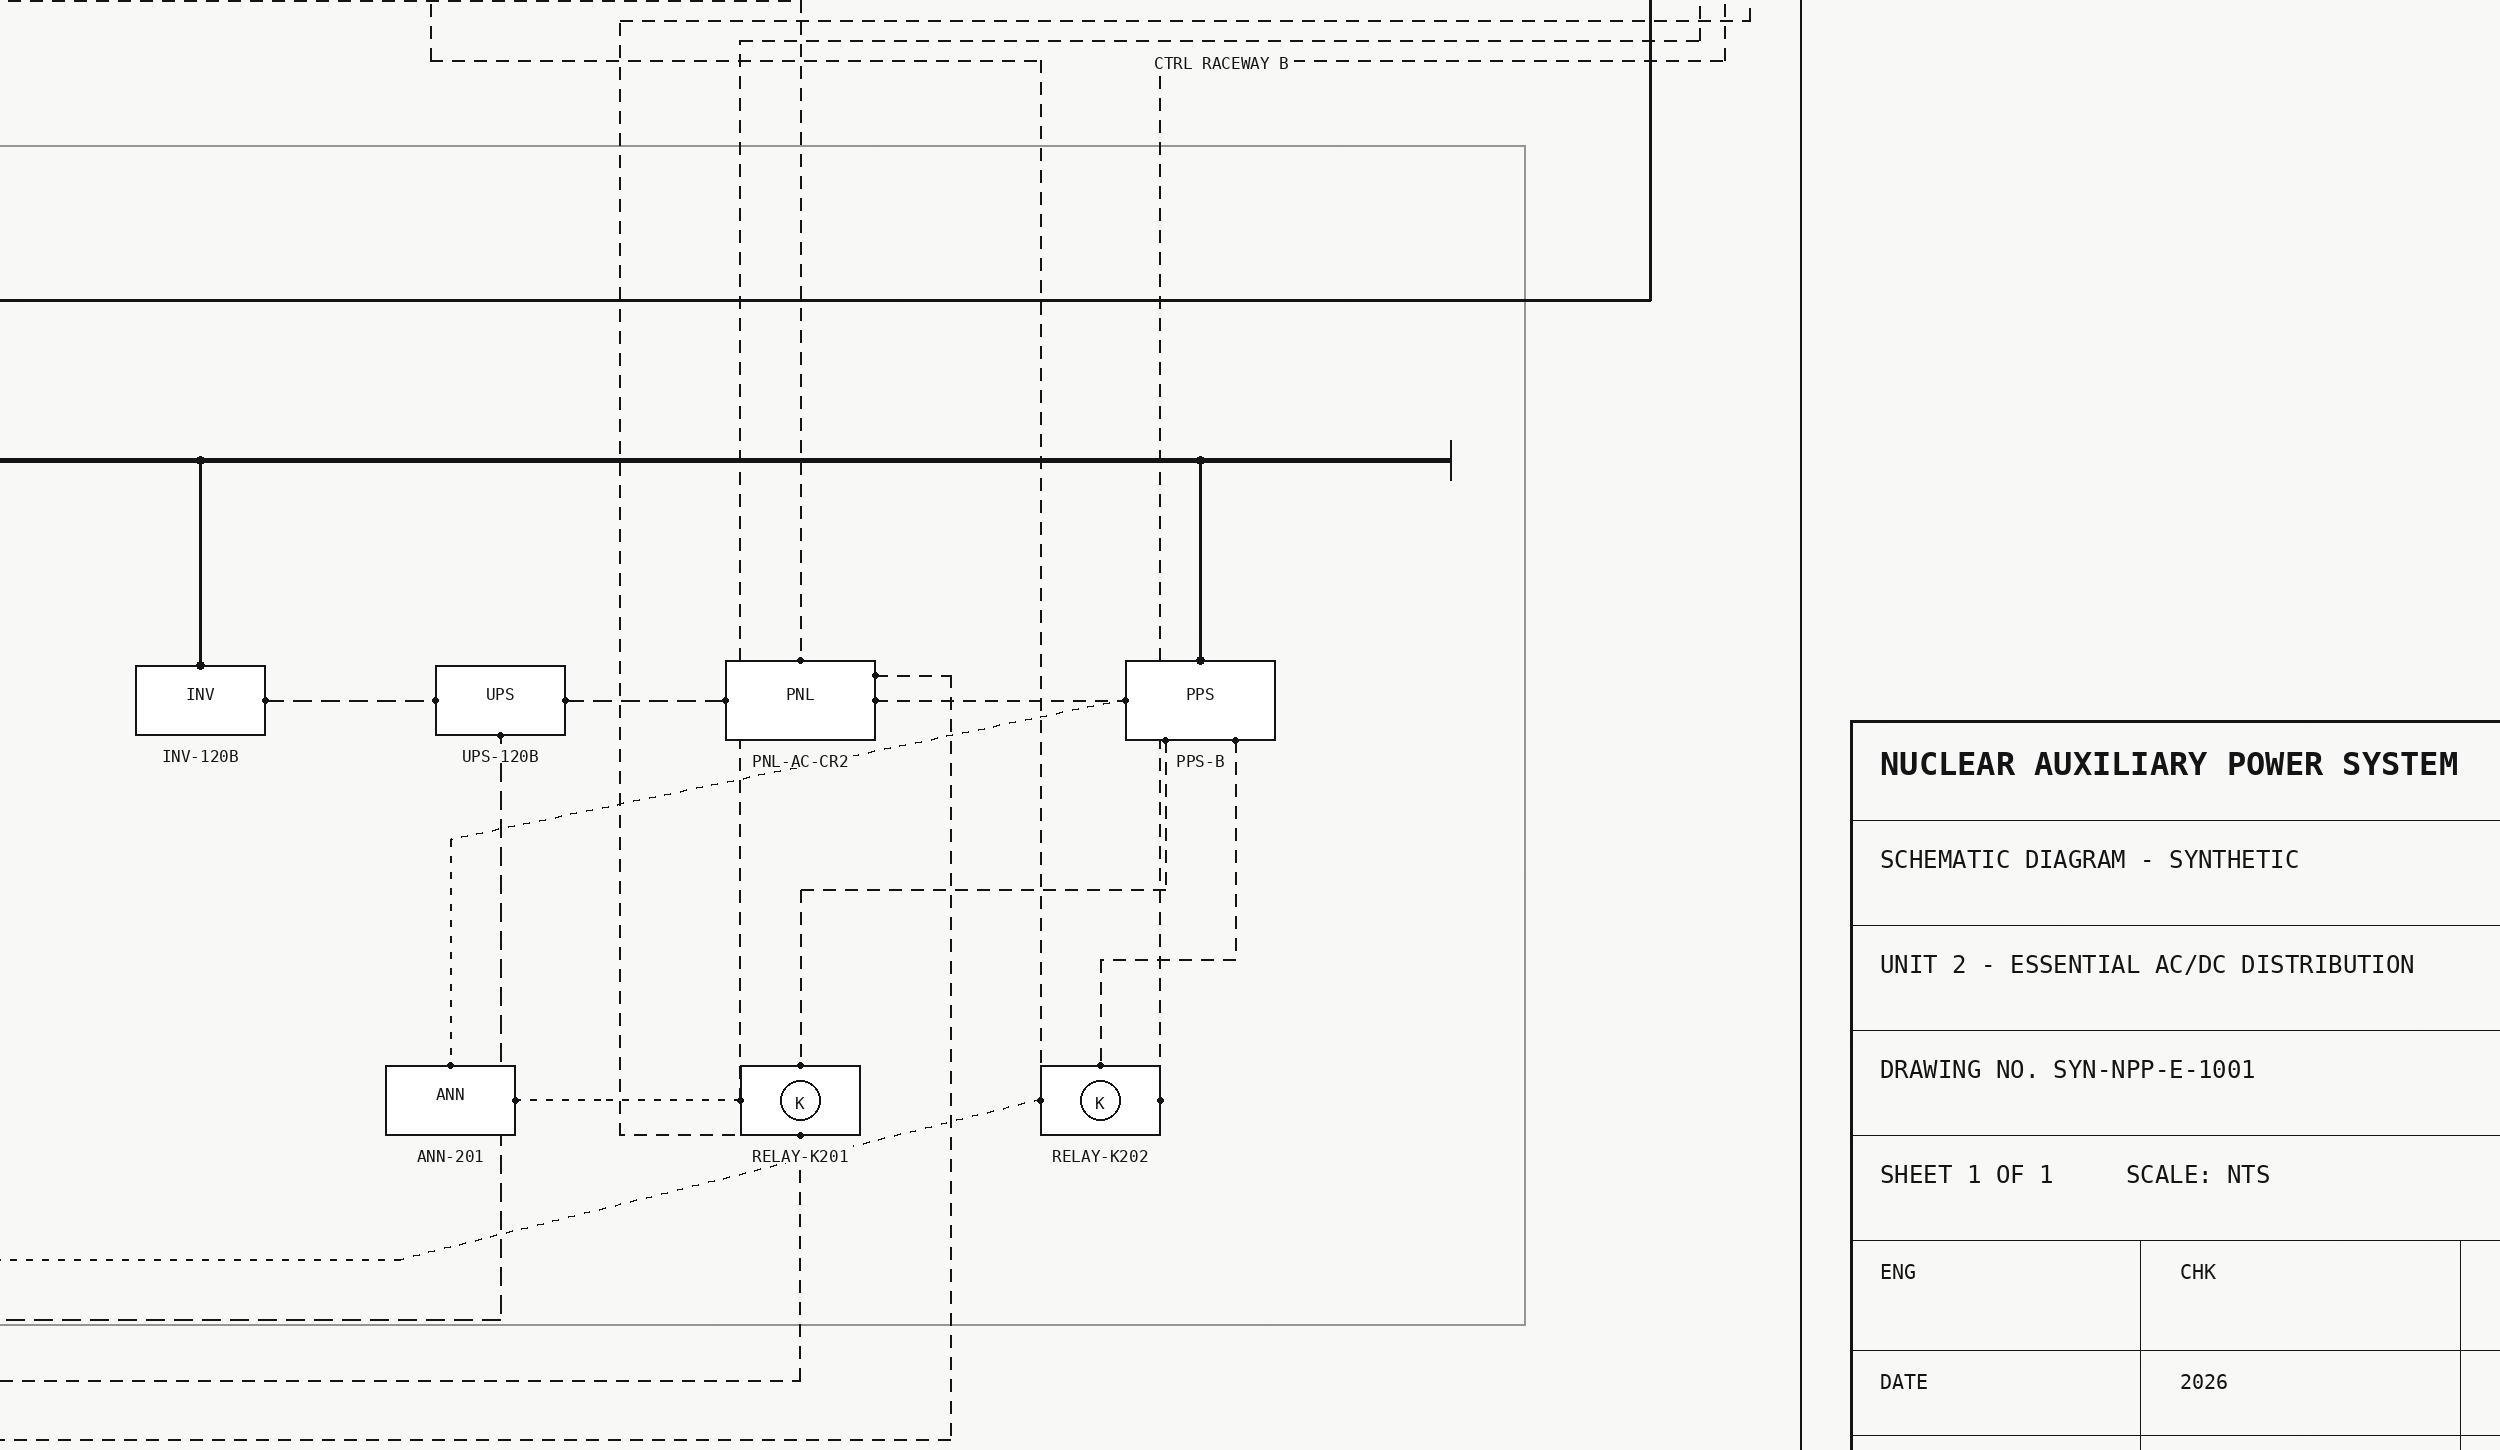 CTRL RACEWAY B
INV
UPS
PNL
PPS
INV-120B
UPS-120B
PNL-AC-CR2
PPS-B
ANN
K
K
ANN-201
RELAY-K201
RELAY-K202
NUCLEAR AUXILIARY POWER SYSTEM
SCHEMATIC DIAGRAM - SYNTHETIC
UNIT 2 - ESSENTIAL AC/DC DISTRIBUTION
DRAWING NO. SYN-NPP-E-1001
SHEET 1 OF 1 SCALE: NTS
ENG CHK
DATE 2026